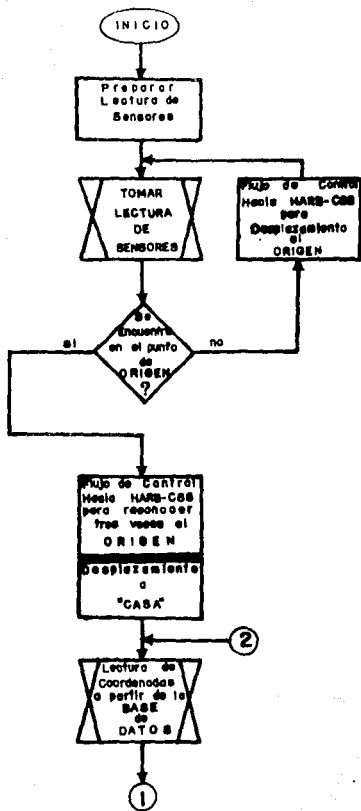 INICIO
Preparar
Lectura de
Sensores
TOMAR
LECTURA
DE
SENSORES
Flujo de Control
Hacia HARB-CSS
para
Desplazamiento
al
ORIGEN
Se
Encuentra
en el punto
de
ORIGEN
?
si
no
Flujo de Control
Hacia HARB-CSS
para reconocer
tres veces el
ORIGEN
Desplazamiento
a
"CASA"
2
Lectura de
Coordenadas
a partir de la
BASE
de
DATOS
1